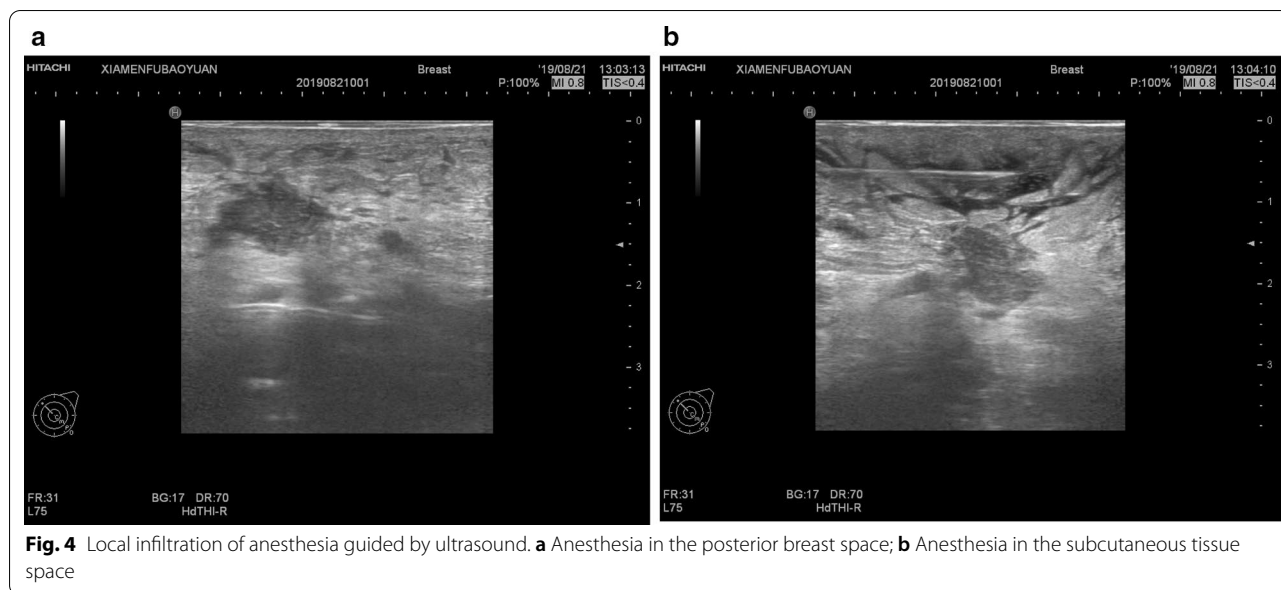 a
HITACHI XIAMENFUBAOYUAN Breast '19/08/21 13:03:13
20190821001 P:100% MI 0.8 TIS<0.4
H
0
1
2
3
FR:31 BG:17 DR:70
L75 HdTHI-R
b
HITACHI XIAMENFUBAOYUAN Breast '19/08/21 13:04:10
20190821001 P:100% MI 0.8 TIS<0.4
H
0
1
2
3
FR:31 BG:17 DR:70
L75 HdTHI-R
Fig. 4 Local infiltration of anesthesia guided by ultrasound. a Anesthesia in the posterior breast space; b Anesthesia in the subcutaneous tissue
space